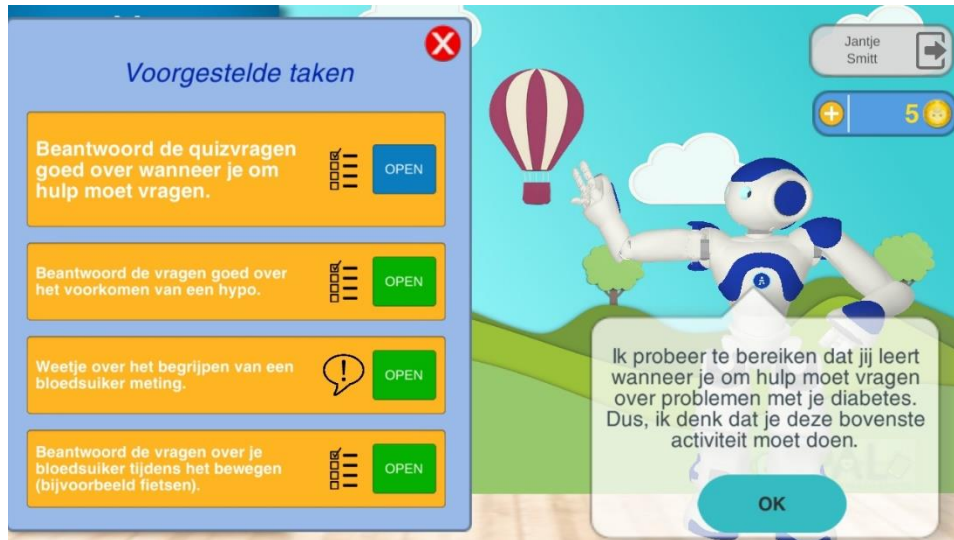 Voorgestelde taken
Beantwoord de quizvragen
goed over wanneer je om
hulp moet vragen.
OPEN
Beantwoord de vragen goed over
het voorkomen van een hypo.
OPEN
Weetje over het begrijpen van een
bloedsuiker meting.
OPEN
Beantwoord de vragen over je
bloedsuiker tijdens het bewegen
(bijvoorbeeld fietsen).
OPEN
Jantje
Smitt
5
Ik probeer te bereiken dat jij leert
wanneer je om hulp moet vragen
over problemen met je diabetes.
Dus, ik denk dat je deze bovenste
activiteit moet doen.
OK